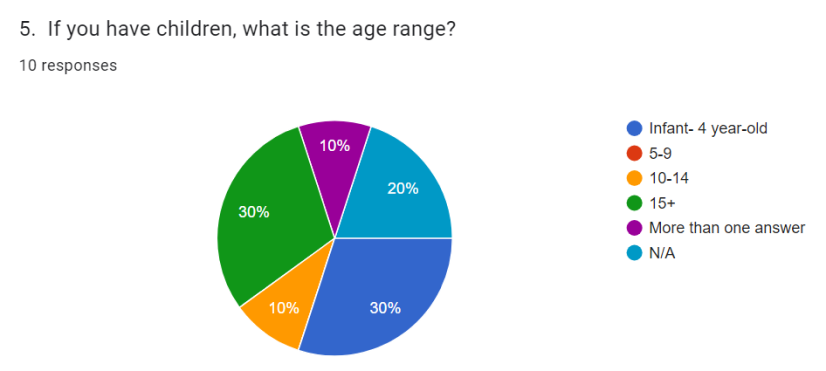 5. If you have children, what is the age range?
10 responses
10%
20%
30%
10%
30%
Infant- 4 year-old
5-9
10-14
15+
More than one answer
N/A